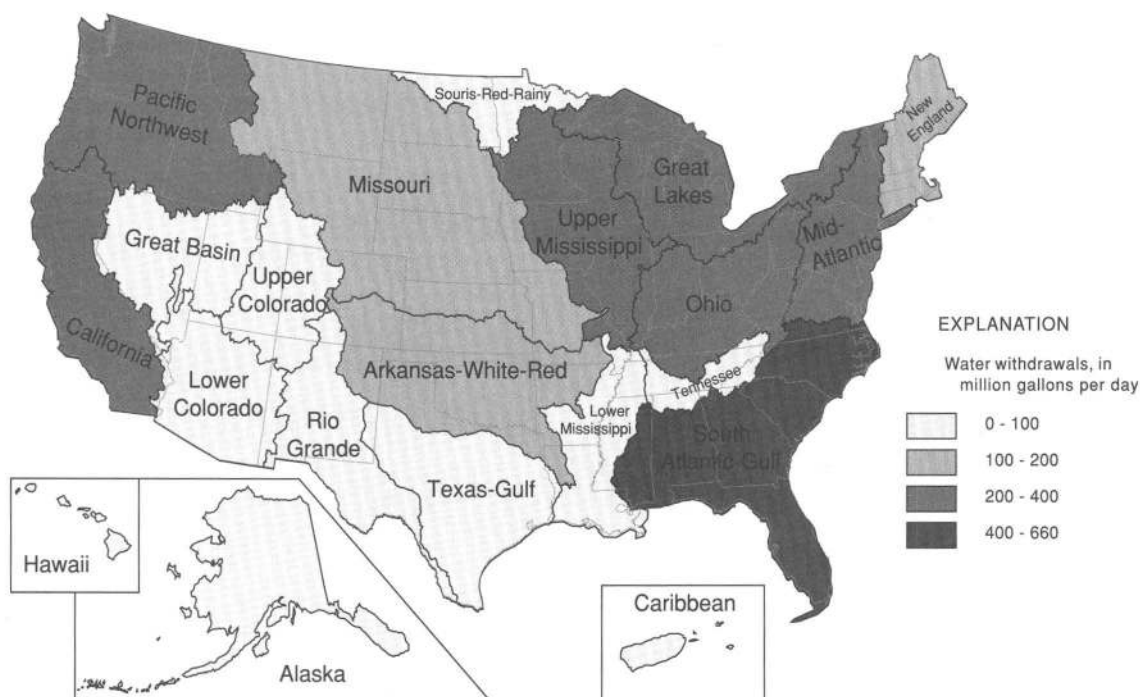 Pacific
Northwest
Souris-Red-Rainy
New
England
Missouri
Great
Lakes
Upper
Mississippi
Mid-
Atlantic
Great Basin
Upper
Colorado
Ohio
California
Arkansas-White-Red
Tennessee
Lower
Colorado
Rio
Grande
Lower
Mississippi
South
Atlantic-Gulf
Texas-Gulf
Hawaii
Alaska
Caribbean
EXPLANATION
Water withdrawals, in
million gallons per day
0 - 100
100 - 200
200 - 400
400 - 660